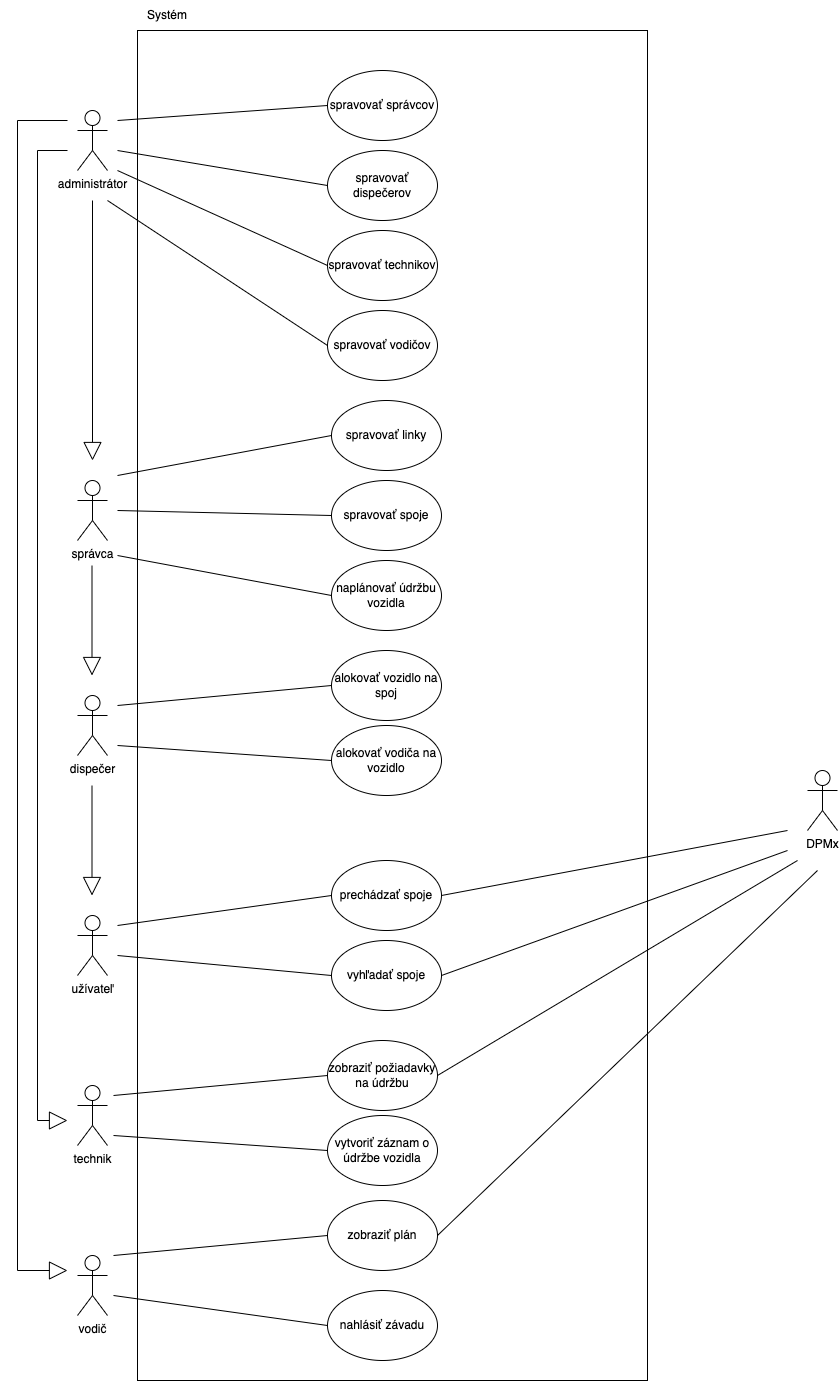 Systém
spravovať správcov
administrátor
spravovať
dispečerov
spravovať technikov
spravovať vodičov
spravovať linky
spravovať spoje
správca
naplánovať údržbu
vozidla
alokovať vozidlo na
spoj
dispečer
alokovať vodiča na
vozidlo
DPMx
prechádzať spoje
vyhľadať spoje
užívateľ
zobraziť požiadavky
na údržbu
technik
vytvoriť záznam o
údržbe vozidla
zobraziť plán
vodič
nahlásiť závadu